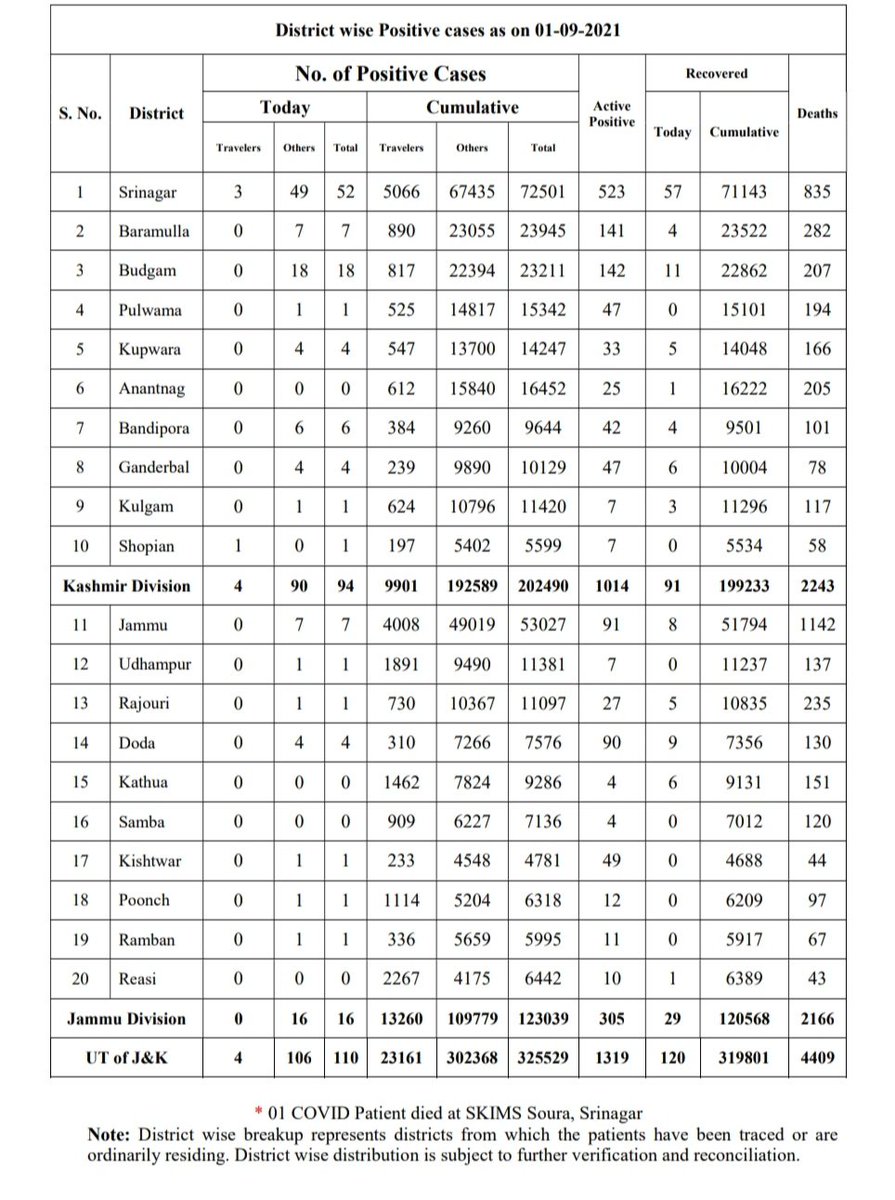 District wise Positive cases as on 01-09-2021
S. No. District No. of Positive Cases Active Positive Recovered Deaths
Today Cumulative Today Cumulative
Travelers Others Total Travelers Others Total
1 Srinagar 3 49 52 5066 67435 72501 523 57 71143 835
2 Baramulla 0 7 7 890 23055 23945 141 4 23522 282
3 Budgam 0 18 18 817 22394 23211 142 11 22862 207
4 Pulwama 0 1 1 525 14817 15342 47 0 15101 194
5 Kupwara 0 4 4 547 13700 14247 33 5 14048 166
6 Anantnag 0 0 0 612 15840 16452 25 1 16222 205
7 Bandipora 0 6 6 384 9260 9644 42 4 9501 101
8 Ganderbal 0 4 4 239 9890 10129 47 6 10004 78
9 Kulgam 0 1 1 624 10796 11420 7 3 11296 117
10 Shopian 1 0 1 197 5402 5599 7 0 5534 58
Kashmir Division 4 90 94 9901 192589 202490 1014 91 199233 2243
11 Jammu 0 7 7 4008 49019 53027 91 8 51794 1142
12 Udhampur 0 1 1 1891 9490 11381 7 0 11237 137
13 Rajouri 0 1 1 730 10367 11097 27 5 10835 235
14 Doda 0 4 4 310 7266 7576 90 9 7356 130
15 Kathua 0 0 0 1462 7824 9286 4 6 9131 151
16 Samba 0 0 0 909 6227 7136 4 0 7012 120
17 Kishtwar 0 1 1 233 4548 4781 49 0 4688 44
18 Poonch 0 1 1 1114 5204 6318 12 0 6209 97
19 Ramban 0 1 1 336 5659 5995 11 0 5917 67
20 Reasi 0 0 0 2267 4175 6442 10 1 6389 43
Jammu Division 0 16 16 13260 109779 123039 305 29 120568 2166
UT of J&K 4 106 110 23161 302368 325529 1319 120 319801 4409
* 01 COVID Patient died at SKIMS Soura, Srinagar
Note: District wise breakup represents districts from which the patients have been traced or are
ordinarily residing. District wise distribution is subject to further verification and reconciliation.